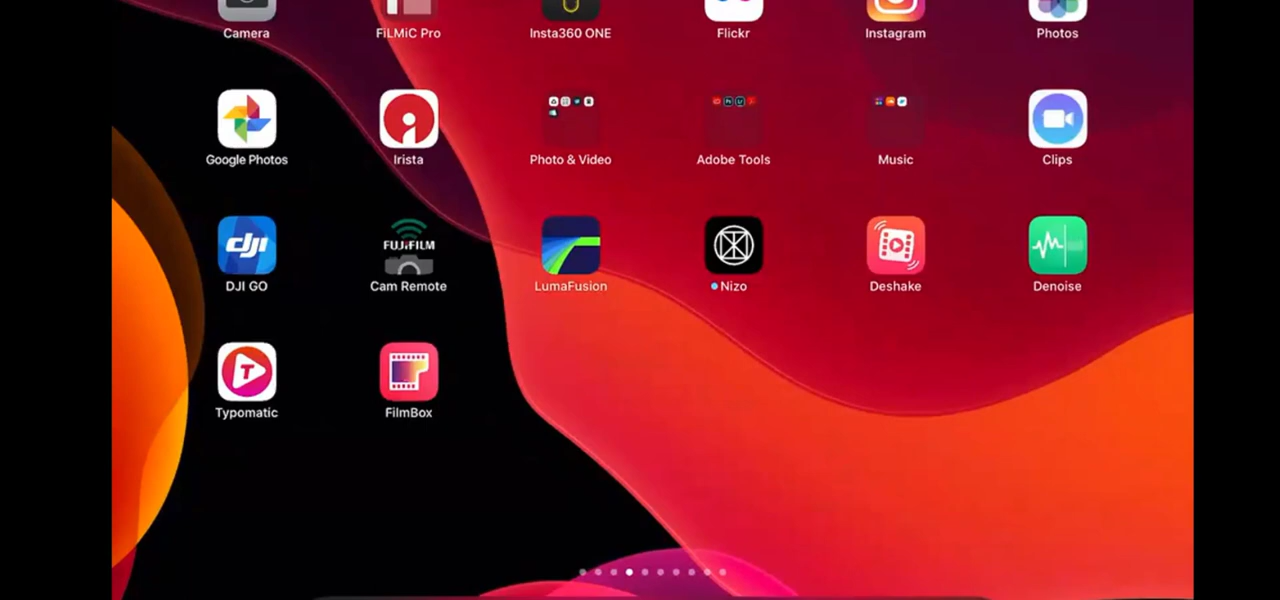 Camera
FiLMiC Pro
Insta360 ONE
Flickr
Instagram
Photos
Google Photos
Irista
Photo & Video
Adobe Tools
Music
Clips
dji
FUJIFILM
DJI GO
Cam Remote
LumaFusion
Nizo
Deshake
Denoise
T
Typomatic
FilmBox